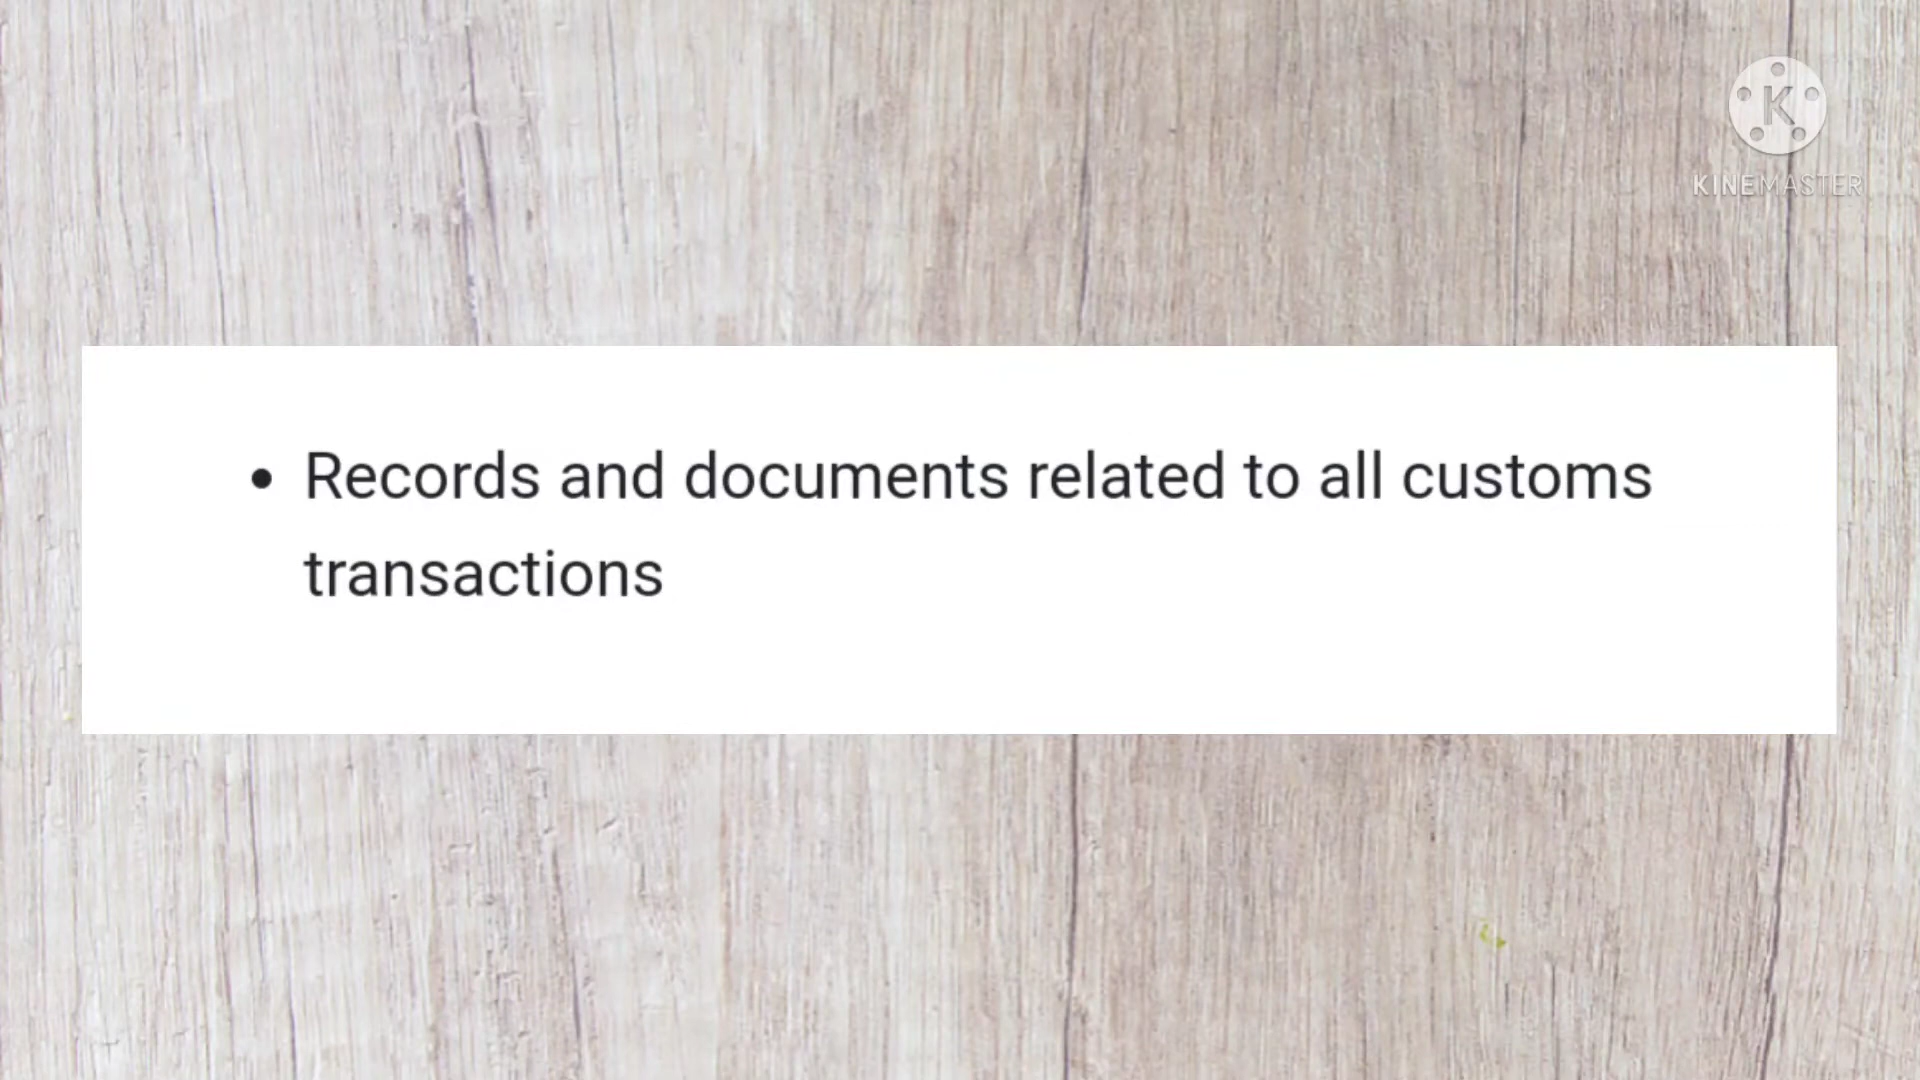 KINEMASTER
• Records and documents related to all customs
transactions